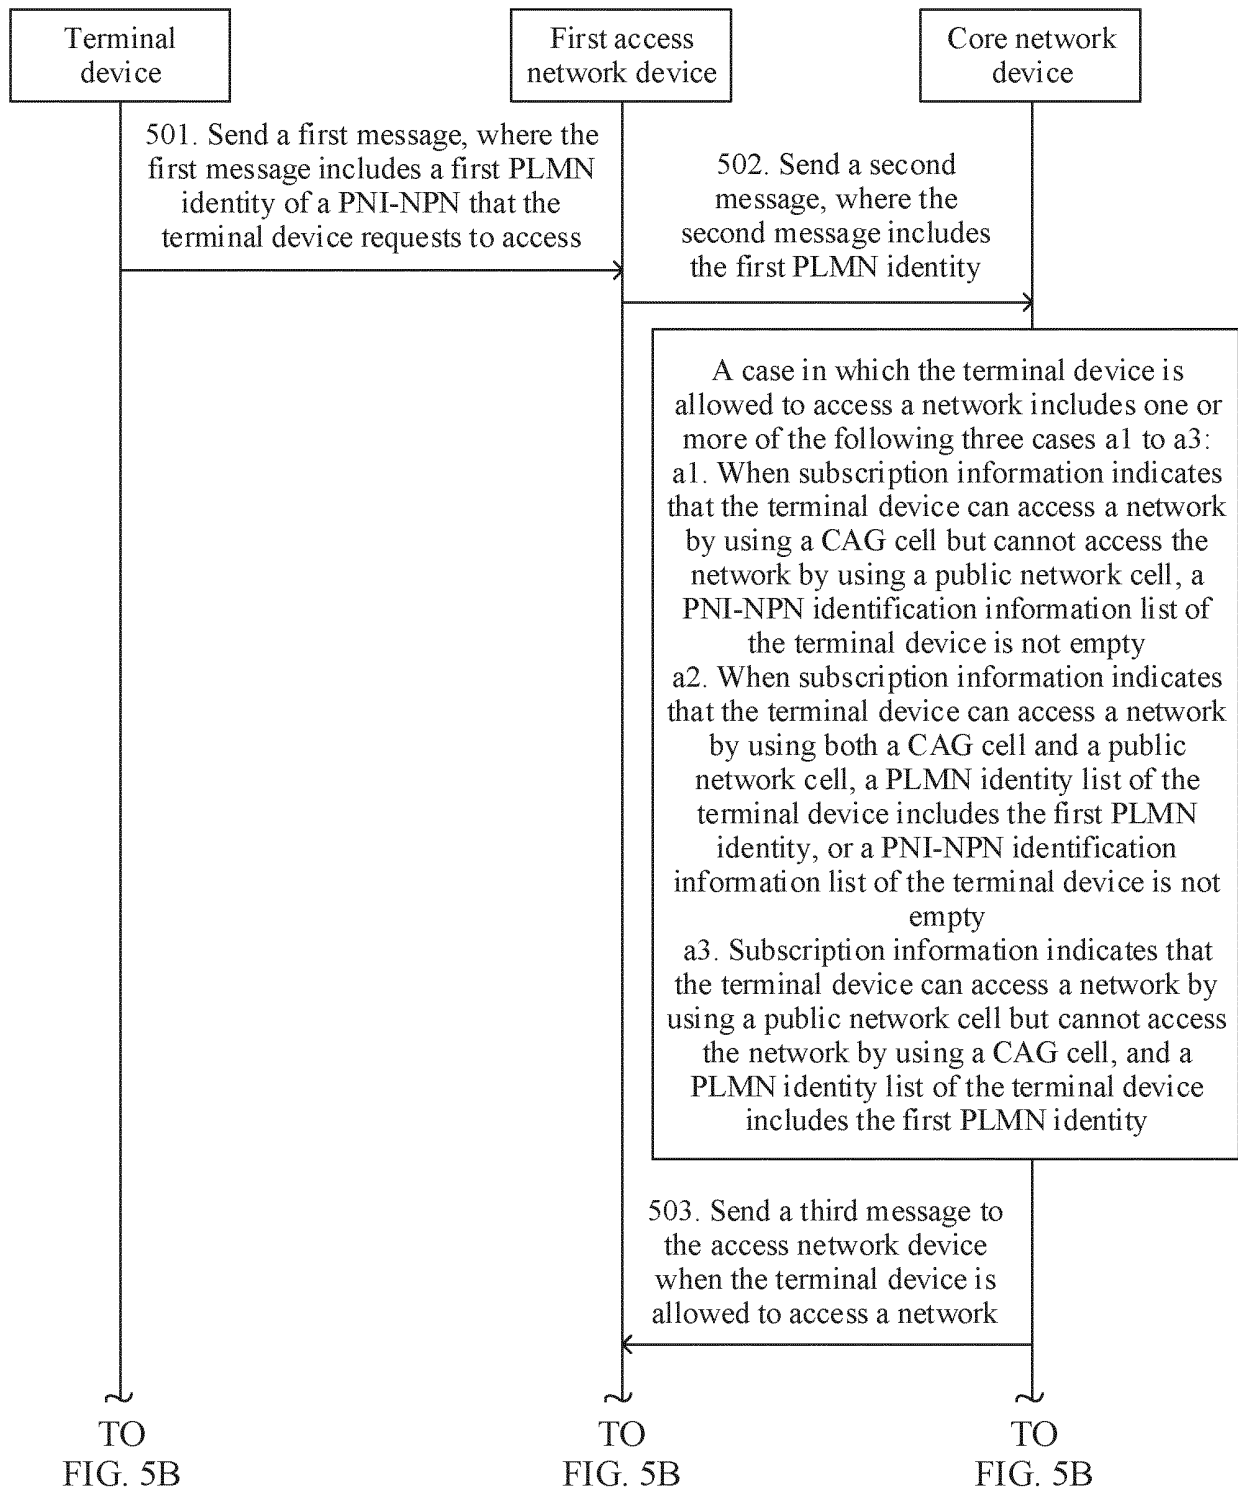 Terminal
device
First access
network device
Core network
device
501. Send a first message, where the
first message includes a first PLMN
identity of a PNI-NPN that the
terminal device requests to access
502. Send a second
message, where the
second message includes
the first PLMN identity
A case in which the terminal device is
allowed to access a network includes one or
more of the following three cases a1 to a3:
a1. When subscription information indicates
that the terminal device can access a network
by using a CAG cell but cannot access the
network by using a public network cell, a
PNI-NPN identification information list of
the terminal device is not empty
a2. When subscription information indicates
that the terminal device can access a network
by using both a CAG cell and a public
network cell, a PLMN identity list of the
terminal device includes the first PLMN
identity, or a PNI-NPN identification
information list of the terminal device is not
empty
a3. Subscription information indicates that
the terminal device can access a network by
using a public network cell but cannot access
the network by using a CAG cell, and a
PLMN identity list of the terminal device
includes the first PLMN identity
503. Send a third message to
the access network device
when the terminal device is
allowed to access a network
TO
FIG. 5B
TO
FIG. 5B
TO
FIG. 5B